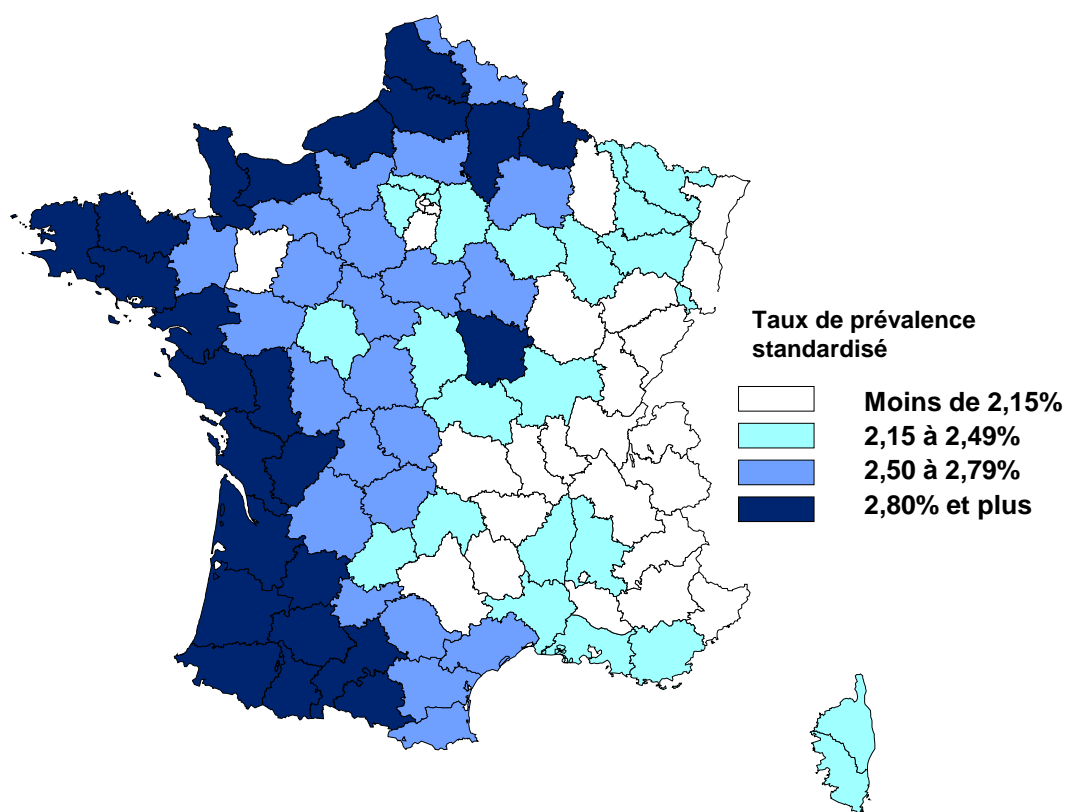 Taux de prévalence
standardisé
Moins de 2,15%
2,15 à 2,49%
2,50 à 2,79%
2,80% et plus